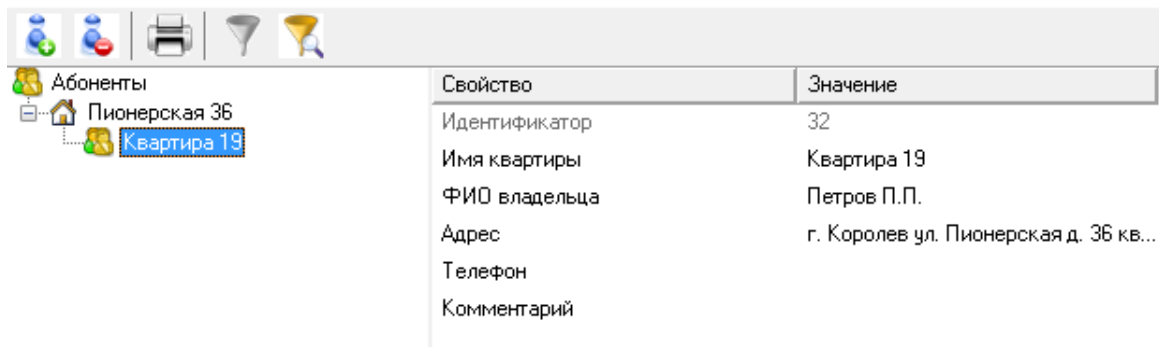 Абоненты
Пионерская 36
Квартира 19
Свойство Значение
Идентификатор 32
Имя квартиры Квартира 19
ФИО владельца Петров П.П.
Адрес г. Королев ул. Пионерская д. 36 кв...
Телефон
Комментарий